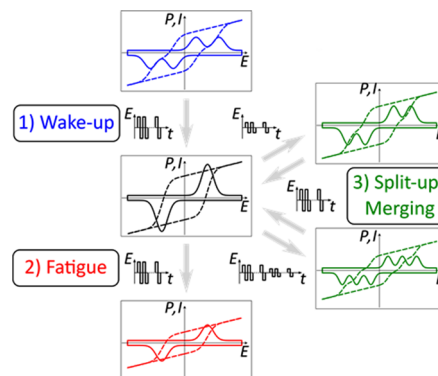 P, I
E
1) Wake-up
E
t
E
t
P, I
3) Split-up
Merging
P, I
E
E
t
P, I
2) Fatigue
E
t
E
t
P, I
E